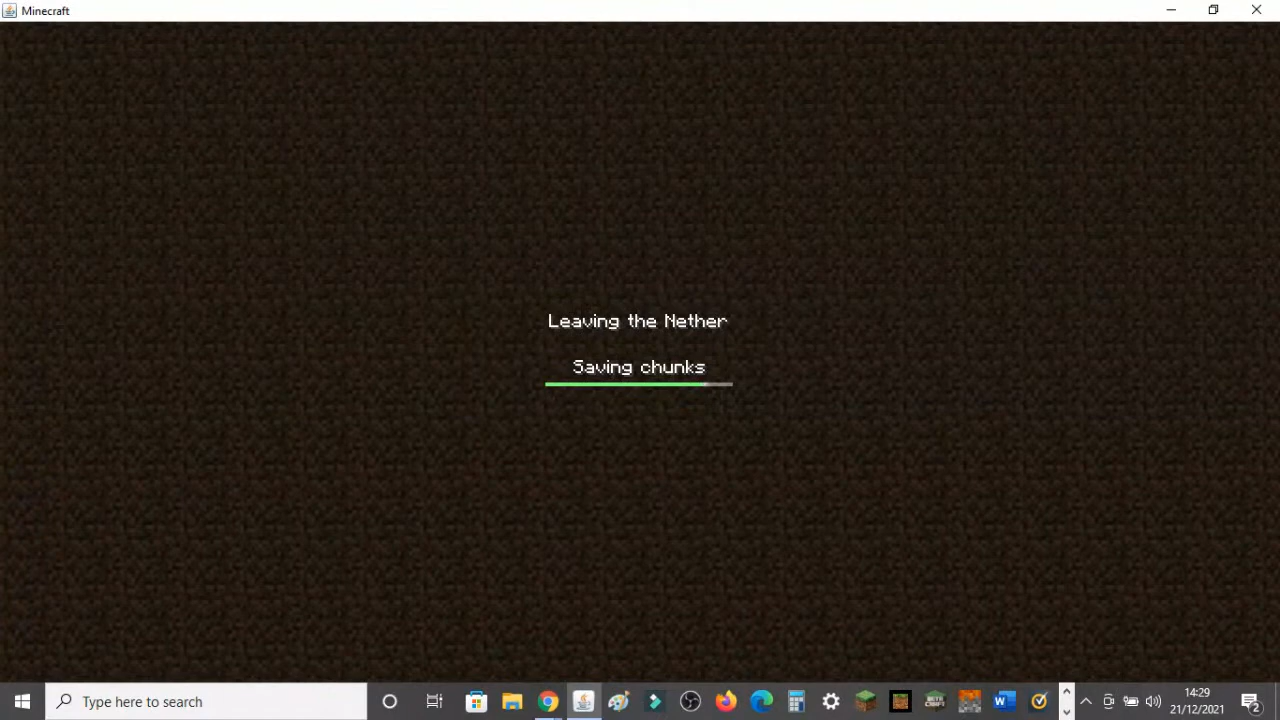 Minecraft
Leaving the Nether
Saving chunks
Type here to search
14:29
21/12/2021
2